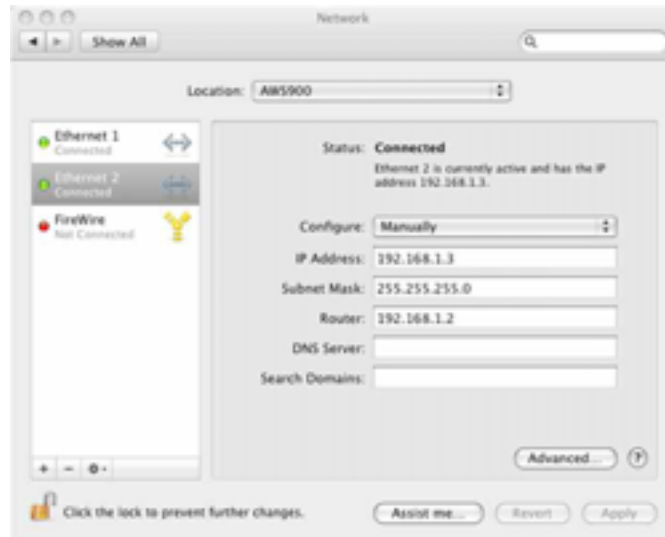 Network
Show All
Location: AWS900
Ethernet 1
Connected
Ethernet 2
Connected
FireWire
Not Connected
Status: Connected
Ethernet 2 is currently active and has the IP
address 192.168.1.3.
Configure: Manually
IP Address: 192.168.1.3
Subnet Mask: 255.255.255.0
Router: 192.168.1.2
DNS Server:
Search Domains:
Advanced... ?
Click the lock to prevent further changes.
Assist me... Revert Apply